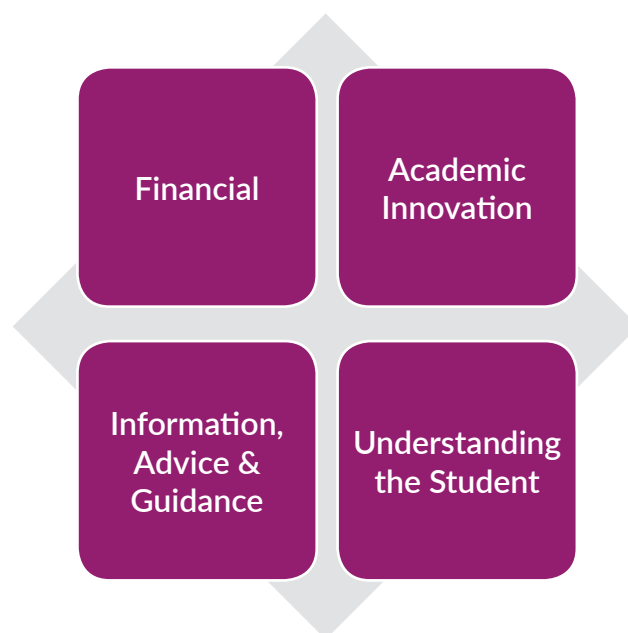 Financial
Academic
Innovation
Information,
Advice &
Guidance
Understanding
the Student